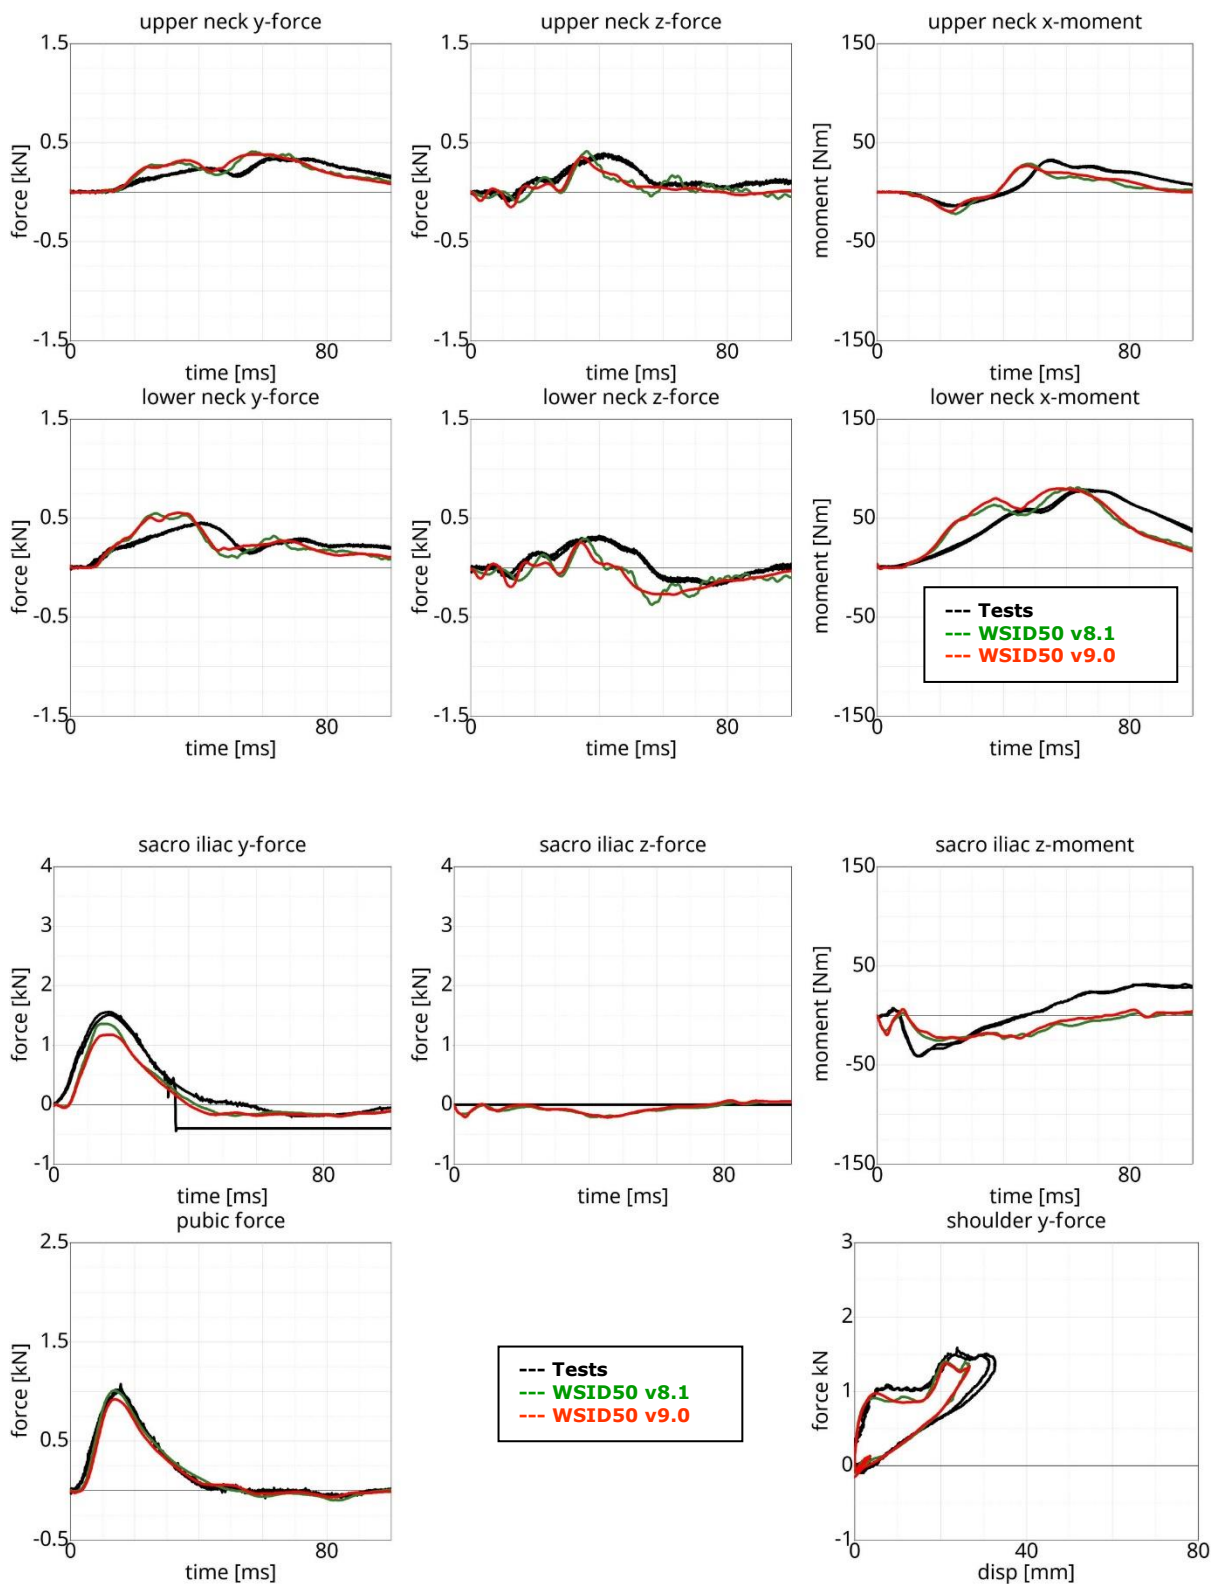 upper neck y-force
upper neck z-force
upper neck x-moment
1.5
0.5
-0.5
-1.5
force [kN]
0
80
time [ms]
1.5
0.5
-0.5
-1.5
force [kN]
0
80
time [ms]
150
50
-50
-150
moment [Nm]
0
80
time [ms]
lower neck y-force
lower neck z-force
lower neck x-moment
1.5
0.5
-0.5
-1.5
force [kN]
0
80
time [ms]
1.5
0.5
-0.5
-1.5
force [kN]
0
80
time [ms]
150
50
-50
-150
moment [Nm]
0
80
time [ms]
--- Tests
--- WSID50 v8.1
--- WSID50 v9.0
sacro iliac y-force
sacro iliac z-force
sacro iliac z-moment
4
3
2
1
0
-1
force [kN]
0
80
time [ms]
4
3
2
1
0
-1
force [kN]
0
80
time [ms]
150
50
-50
-150
moment [Nm]
0
80
time [ms]
pubic force
shoulder y-force
2.5
1.5
0.5
-0.5
force [kN]
0
80
time [ms]
--- Tests
--- WSID50 v8.1
--- WSID50 v9.0
3
2
1
0
-1
force kN
0
40
80
disp [mm]